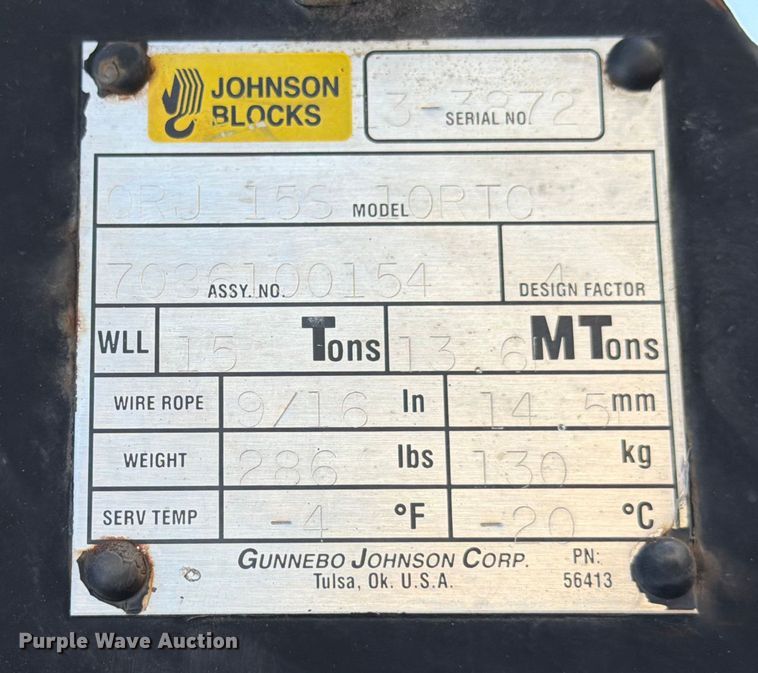 JOHNSON
BLOCKS
3-3872
SERIAL NO.
15S 10RTC
MODEL
7036100154 4
ASSY. NO. DESIGN FACTOR
WLL 15 Tons 13.6 MTons
WIRE ROPE 9/16 In 14.5 mm
WEIGHT 286 lbs 130 kg
SERV TEMP -4 °F -20 °C
GUNNEBO JOHNSON CORP. PN:
Tulsa, Ok. U.S.A. 56413
Purple Wave Auction